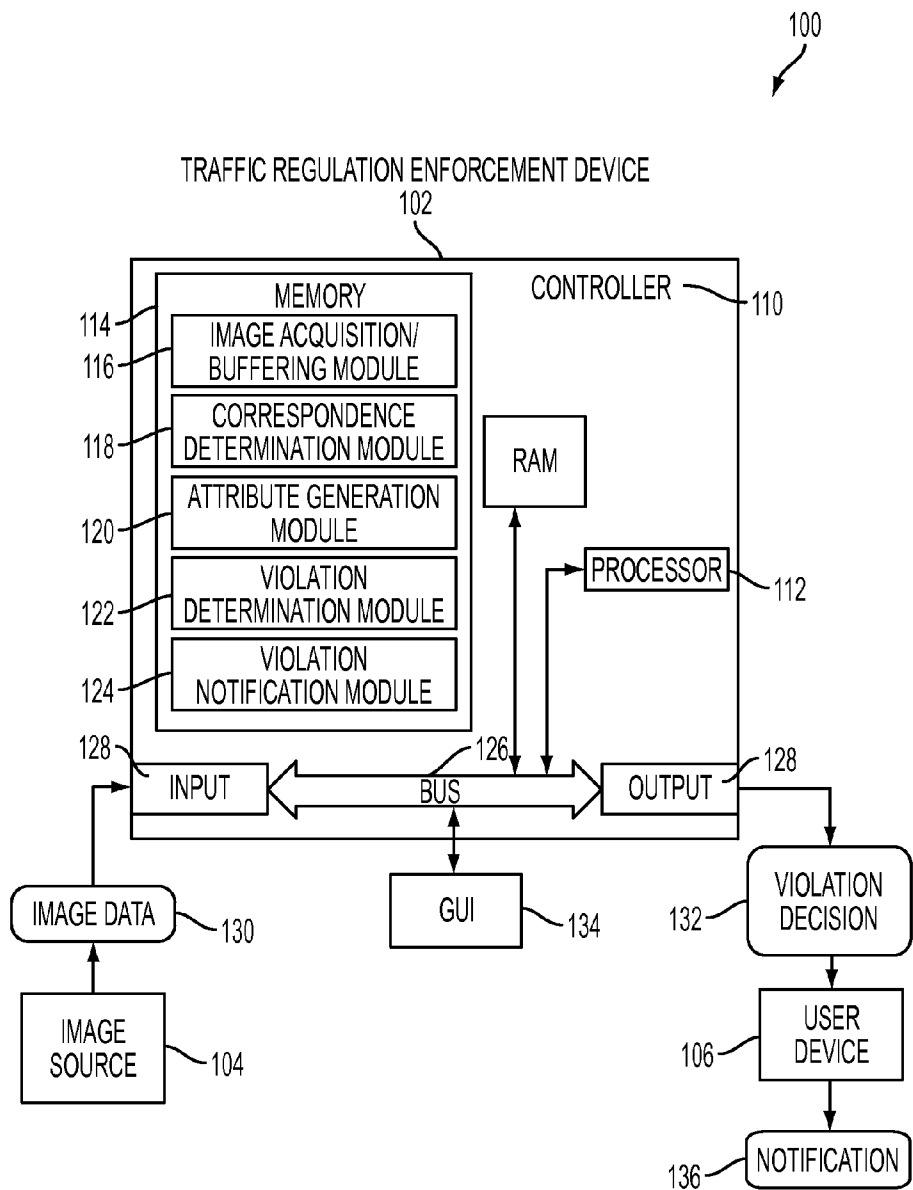 100
TRAFFIC REGULATION ENFORCEMENT DEVICE
102
CONTROLLER
110
MEMORY
114
IMAGE ACQUISITION/
BUFFERING MODULE
116
CORRESPONDENCE
DETERMINATION MODULE
118
ATTRIBUTE GENERATION
MODULE
120
VIOLATION
DETERMINATION MODULE
122
VIOLATION
NOTIFICATION MODULE
124
RAM
PROCESSOR
112
128
INPUT
126
BUS
OUTPUT
128
IMAGE DATA
130
GUI
134
VIOLATION
DECISION
132
IMAGE
SOURCE
104
USER
DEVICE
106
NOTIFICATION
136